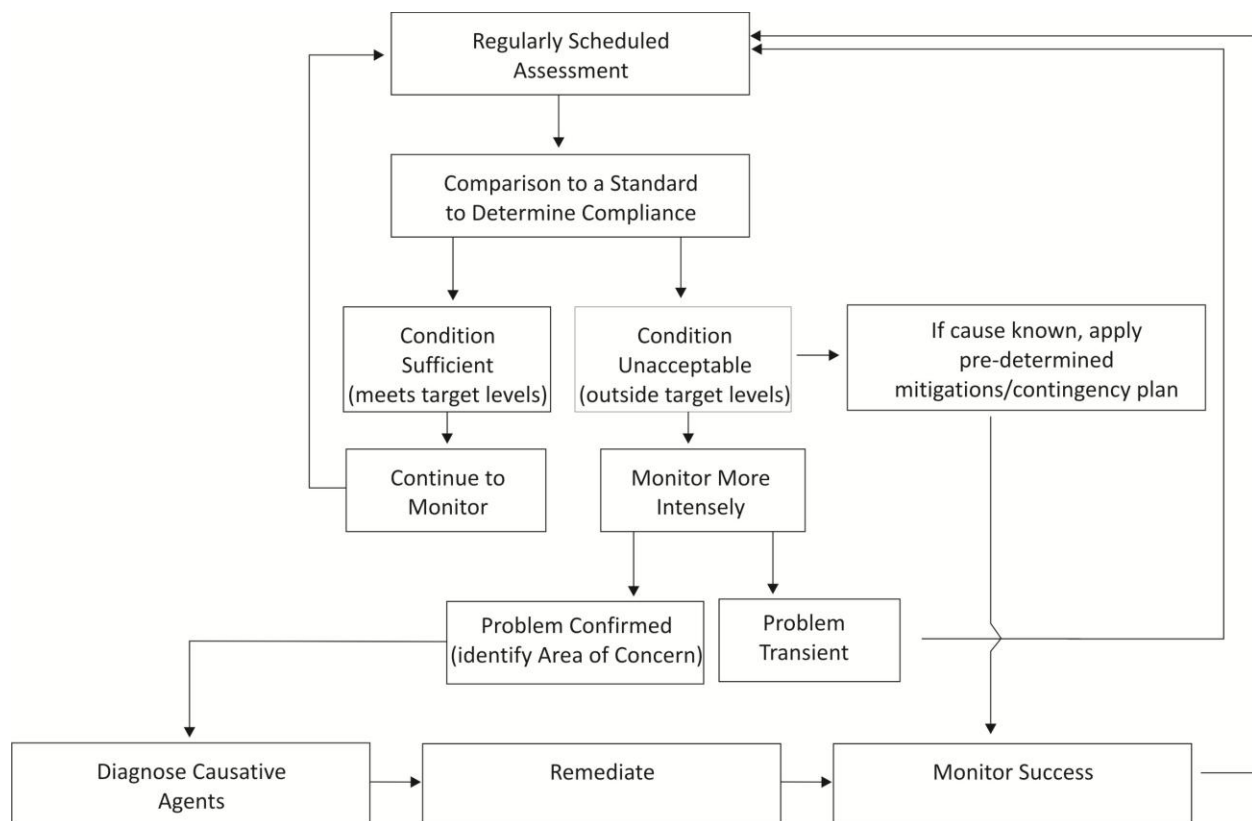 Regularly Scheduled
Assessment
Comparison to a Standard
to Determine Compliance
Condition
Sufficient
(meets target levels)
Condition
Unacceptable
(outside target levels)
If cause known, apply
pre-determined
mitigations/contingency plan
Continue to
Monitor
Monitor More
Intensely
Problem Confirmed
(identify Area of Concern)
Problem
Transient
Diagnose Causative
Agents
Remediate
Monitor Success